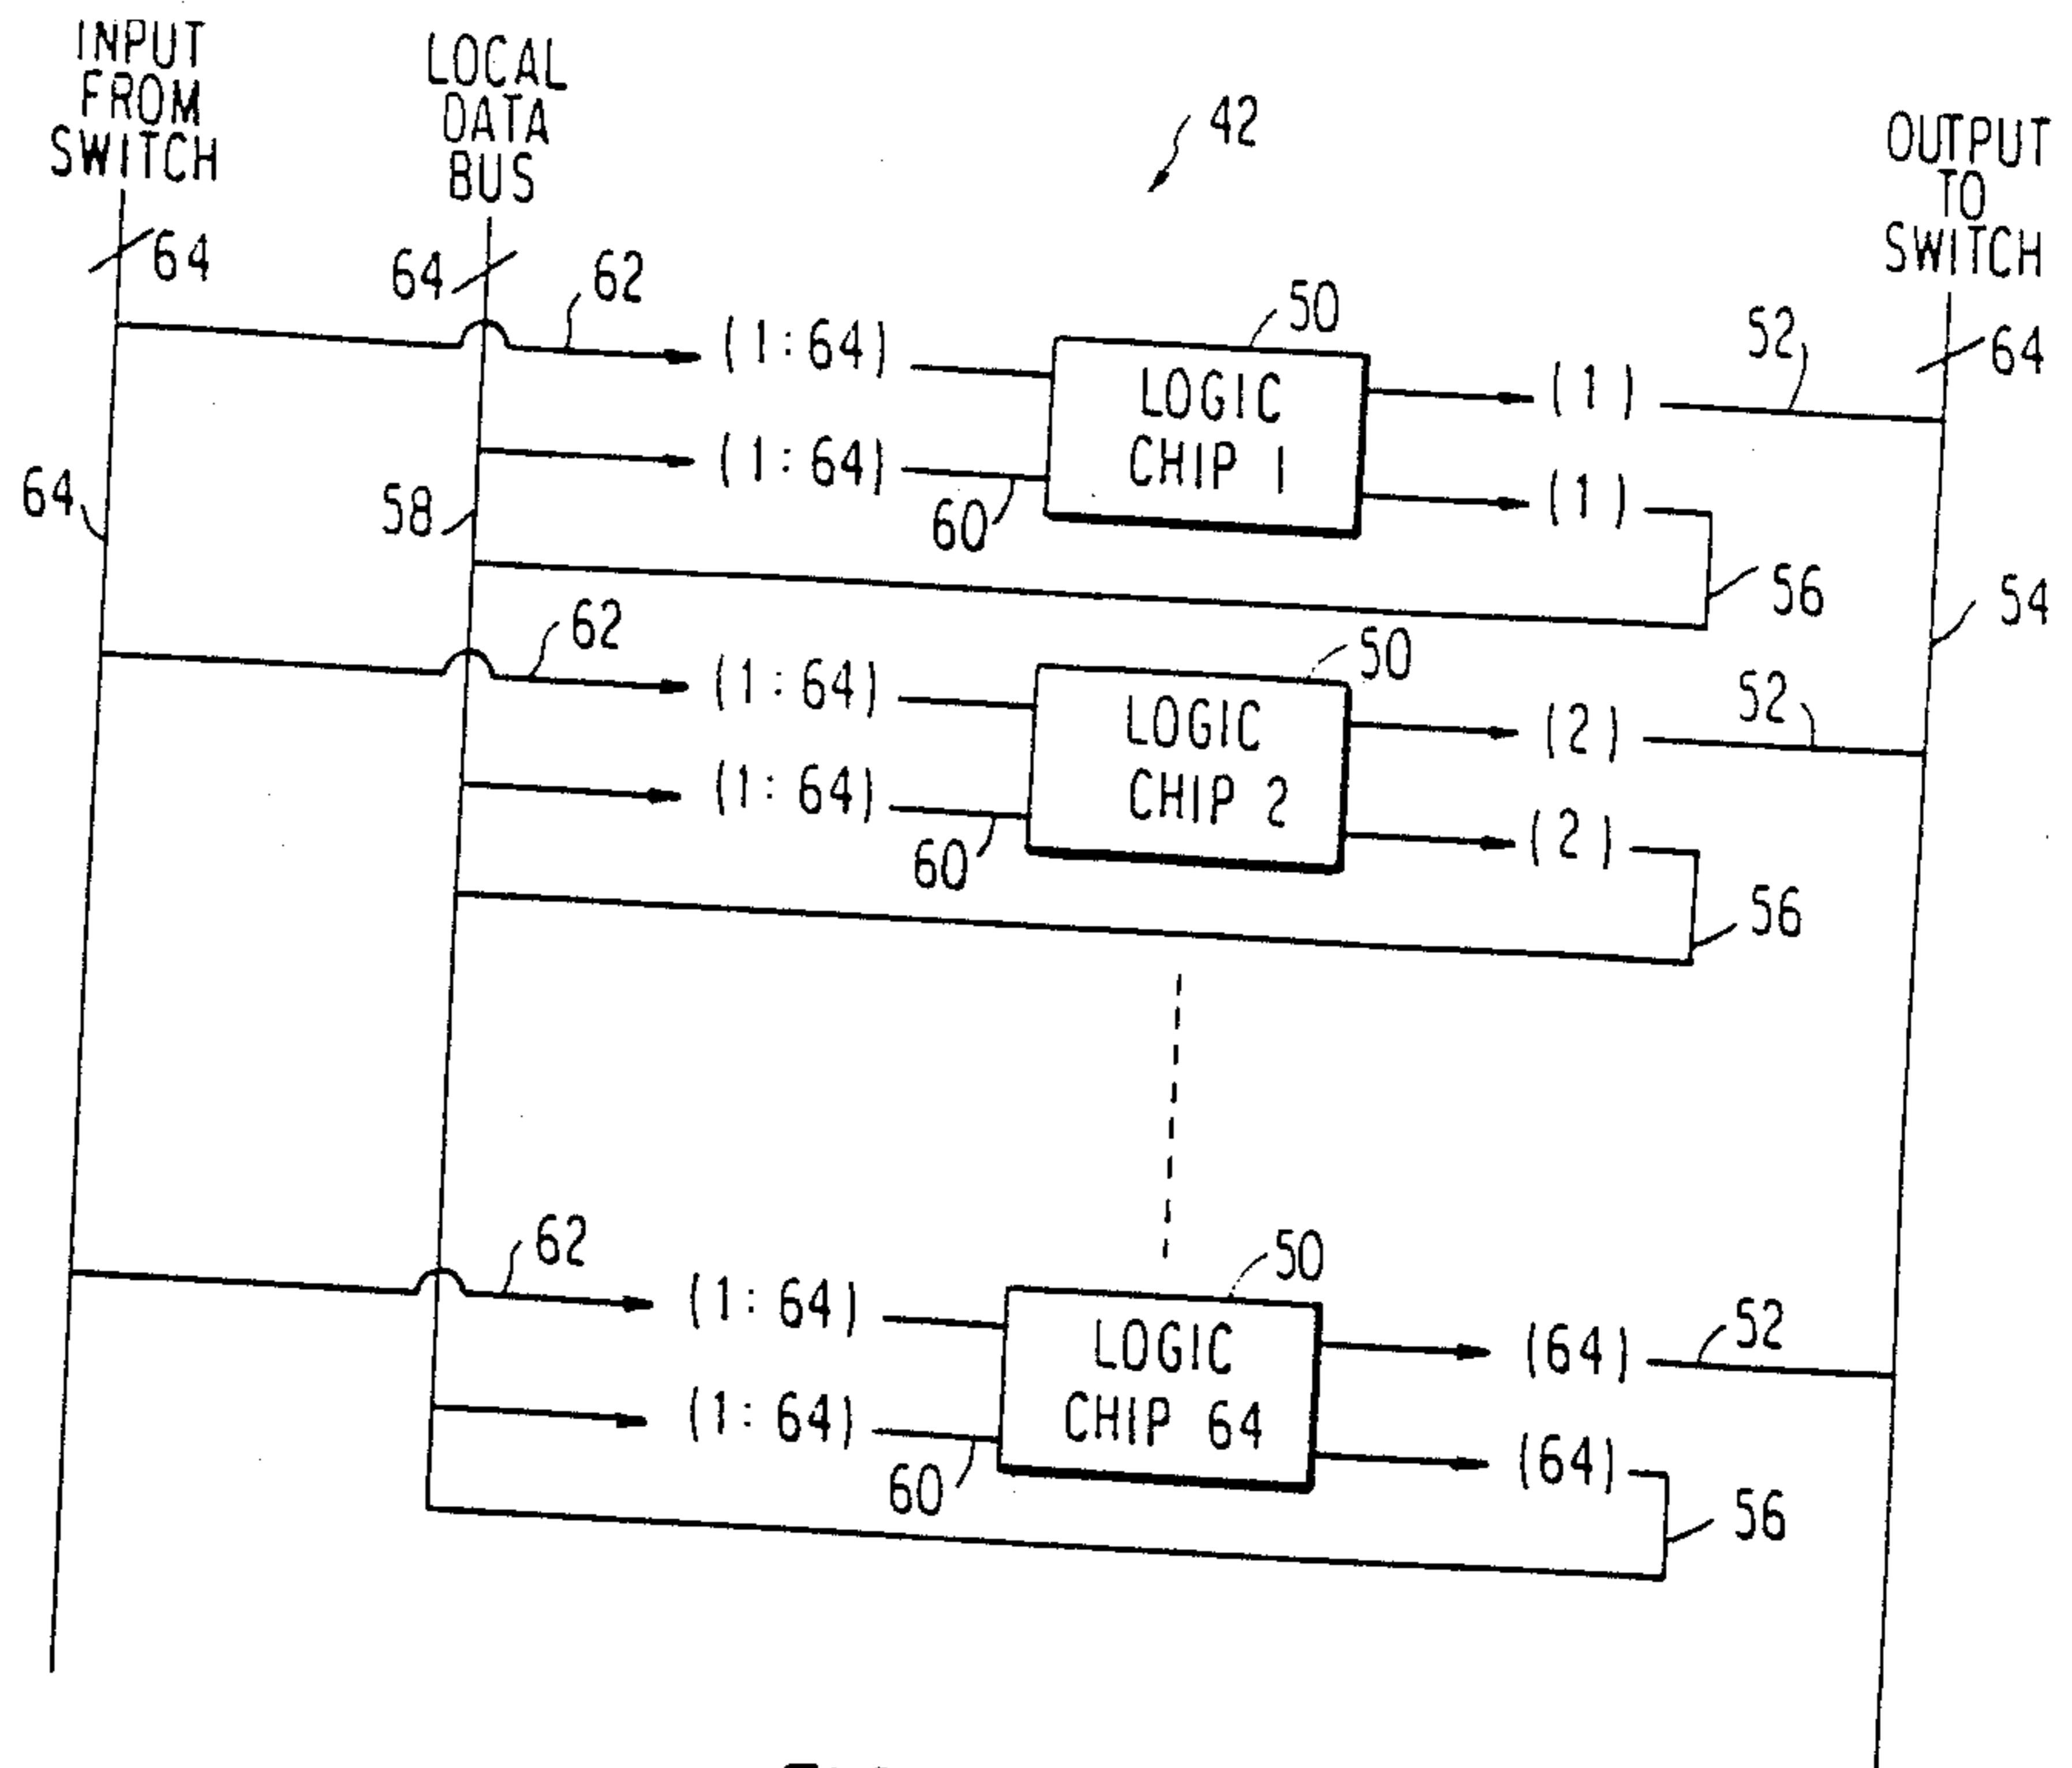 INPUT
FROM
SWITCH
LOCAL
DATA
BUS
42
OUTPUT
TO
SWITCH
64
64
62
50
52
64
(1:64)
LOGIC
CHIP 1
(1)
(1:64)
(1)
64
58
60
56
54
62
50
52
(1:64)
LOGIC
CHIP 2
(2)
(1:64)
(2)
60
56
62
50
52
(1:64)
LOGIC
CHIP 64
(64)
(1:64)
(64)
60
56